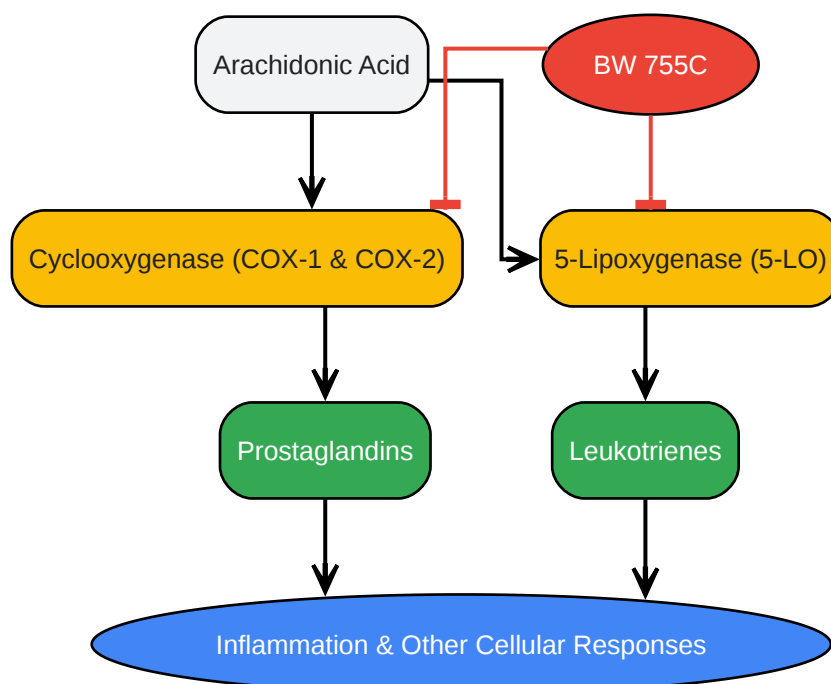 Arachidonic Acid
BW 755C
Cyclooxygenase (COX-1 & COX-2)
5-Lipoxygenase (5-LO)
Prostaglandins
Leukotrienes
Inflammation & Other Cellular Responses